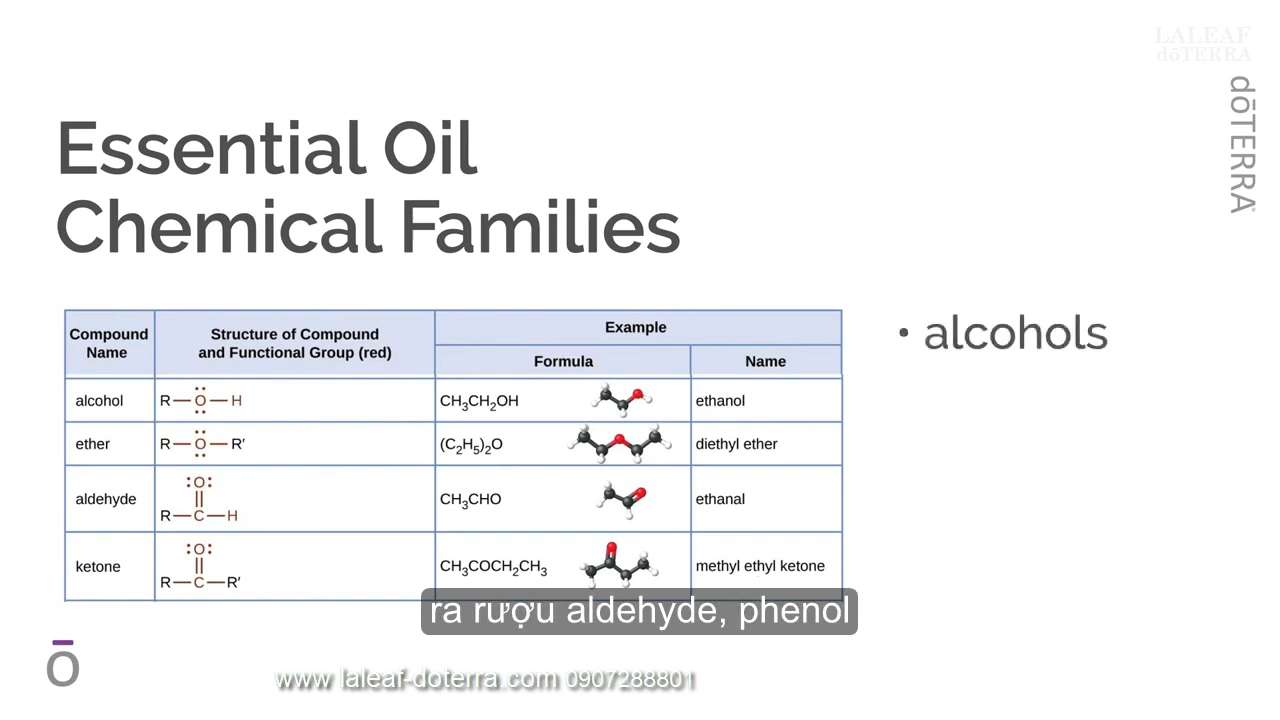 LALEAF
dōTERRA
dōTERRA
Essential Oil
Chemical Families
Compound Name
Structure of Compound and Functional Group (red)
Example
Formula
Name
alcohol
R—O—H
CH₃CH₂OH
ethanol
ether
R—O—R′
(C₂H₅)₂O
diethyl ether
aldehyde
O
R—C—H
CH₃CHO
ethanal
ketone
O
R—C—R′
CH₃COCH₂CH₃
methyl ethyl ketone
• alcohols
ra rượu aldehyde, phenol
ō
www laleaf-doterra.com 0907288801